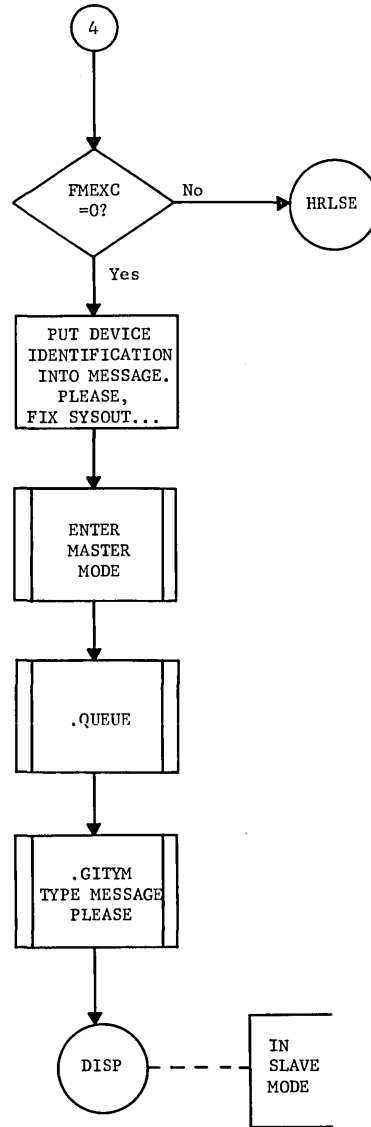 4
FMEXC
=0?
No
HRLSE
Yes
PUT DEVICE
IDENTIFICATION
INTO MESSAGE.
PLEASE,
FIX SYSOUT...
ENTER
MASTER
MODE
.QUEUE
.GITYM
TYPE MESSAGE
PLEASE
DISP
IN
SLAVE
MODE